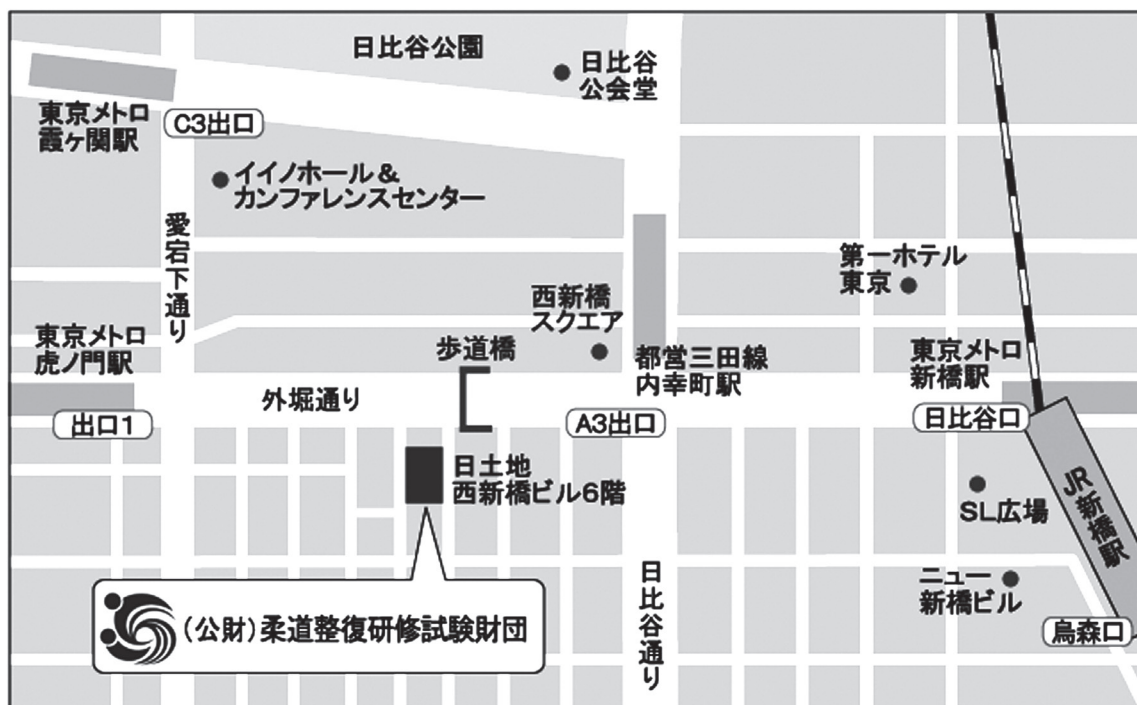 日比谷公園
日比谷
公会堂
東京メトロ
霞ヶ関駅
C3出口
イイノホール&
カンファレンスセンター
愛宕下通り
第一ホテル
東京
西新橋
スクエア
東京メトロ
虎ノ門駅
歩道橋
都営三田線
内幸町駅
東京メトロ
新橋駅
外堀通り
出口1
A3出口
日比谷口
日土地
西新橋ビル6階
SL広場
JR新橋駅
ニュー
新橋ビル
日比谷通り
(公財)柔道整復研修試験財団
烏森口